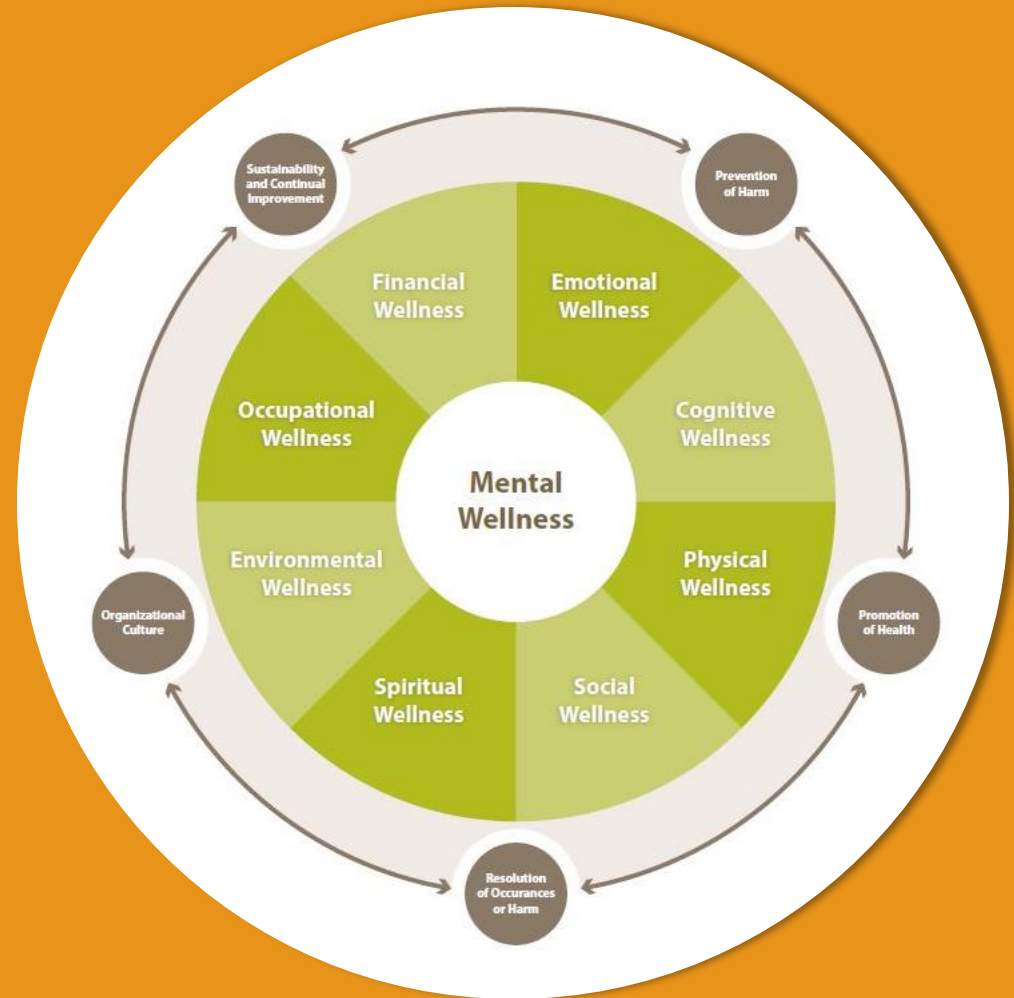 Sustainability
and Continual
Improvement
Prevention
of Harm
Financial
Wellness
Emotional
Wellness
Occupational
Wellness
Cognitive
Wellness
Mental
Wellness
Environmental
Wellness
Physical
Wellness
Organizational
Culture
Promotion
of Health
Spiritual
Wellness
Social
Wellness
Resolution
of Occurances
or Harm